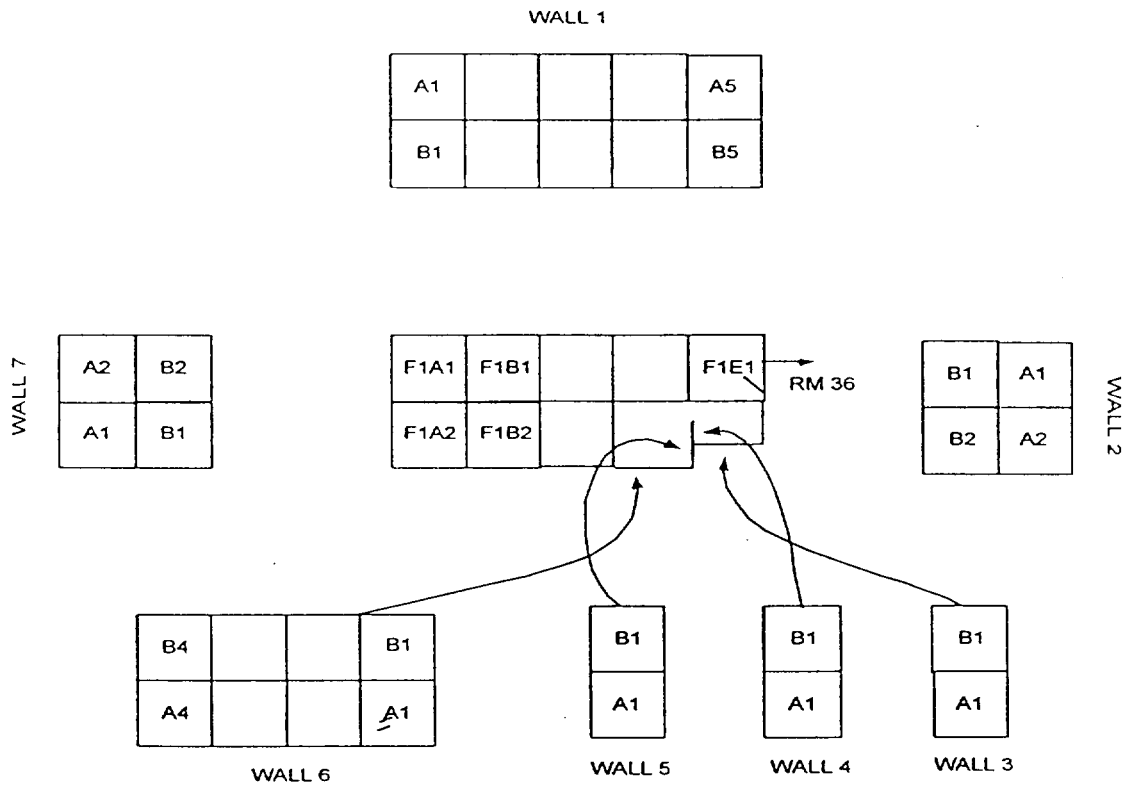 WALL 1
A1 A5
B1 B5
WALL 7
A2 B2
A1 B1
F1A1 F1B1 F1E1
F1A2 F1B2
RM 36
B1 A1
B2 A2
WALL 2
B4 B1
A4 A1
WALL 6
B1
A1
WALL 5
B1
A1
WALL 4
B1
A1
WALL 3